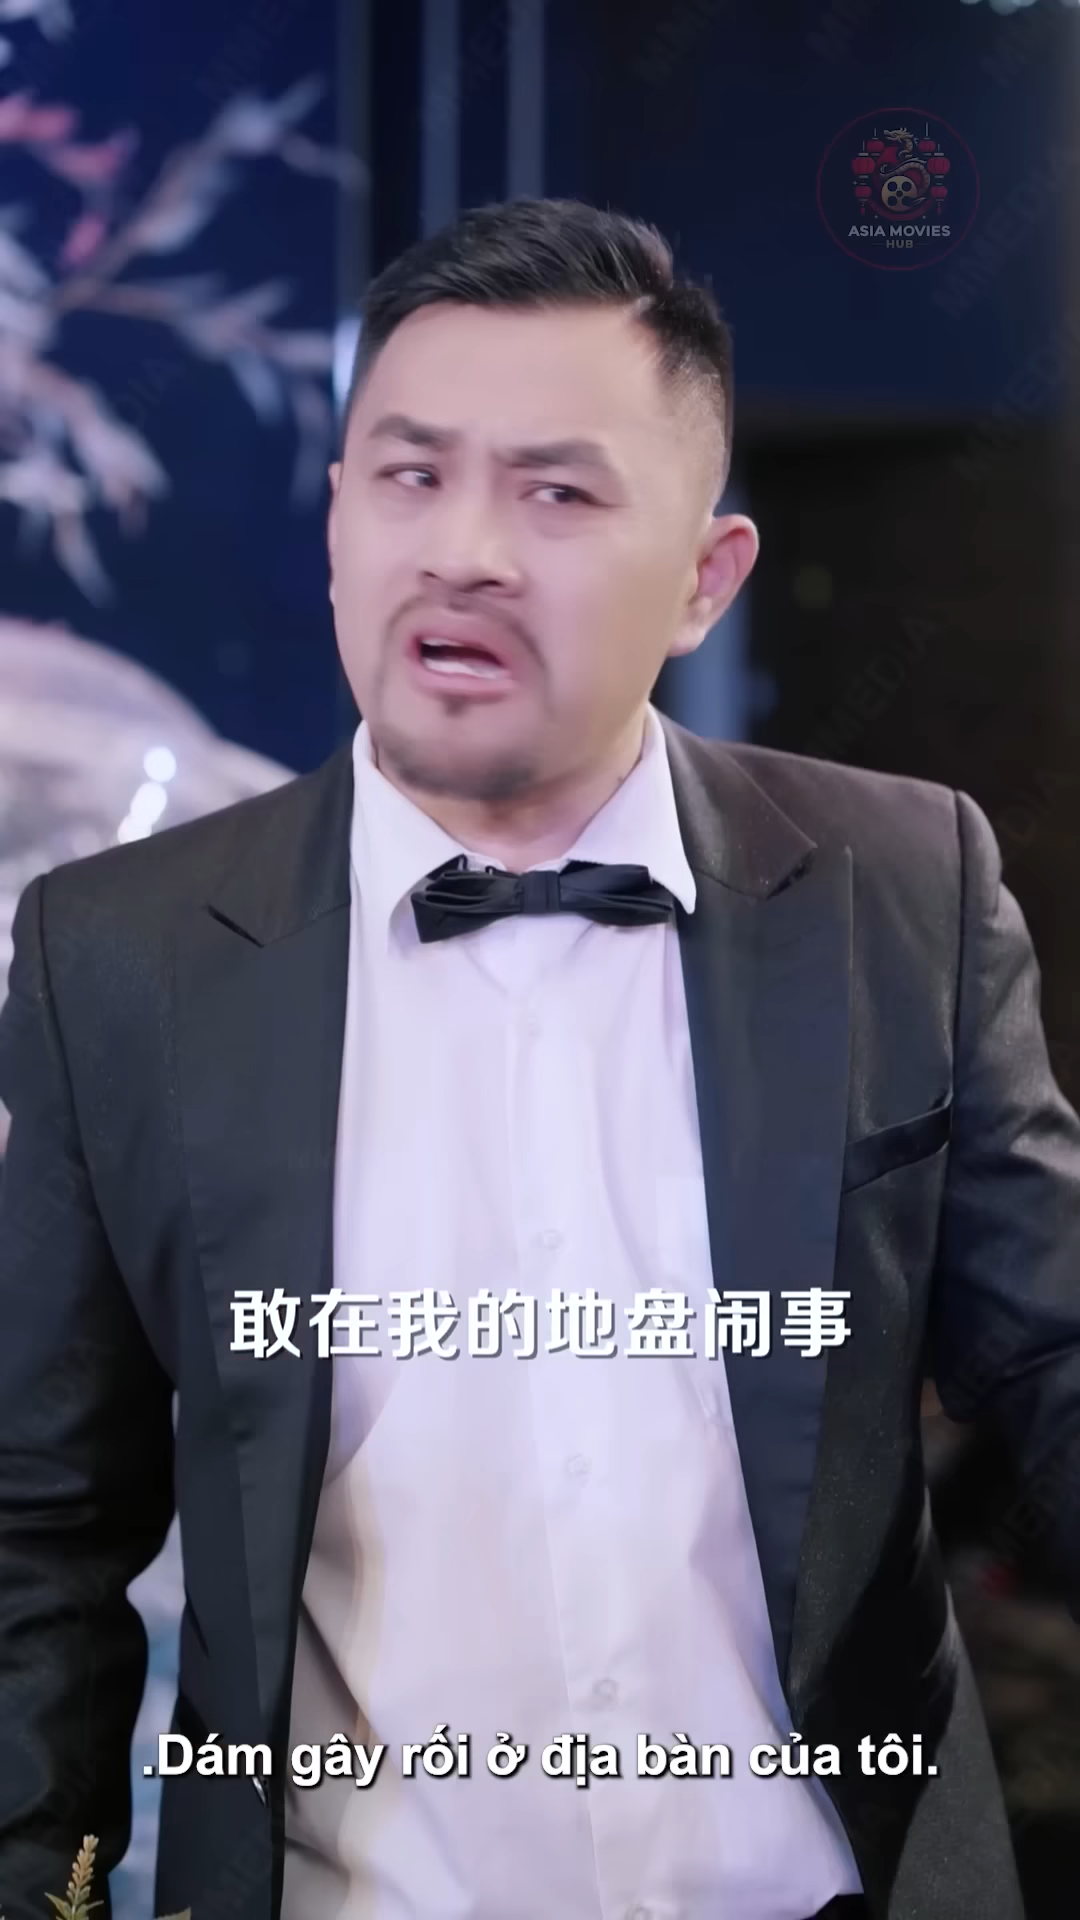 ASIA MOVIES
HUB
敢在我的地盘闹事
.Dám gây rối ở địa bàn của tôi.